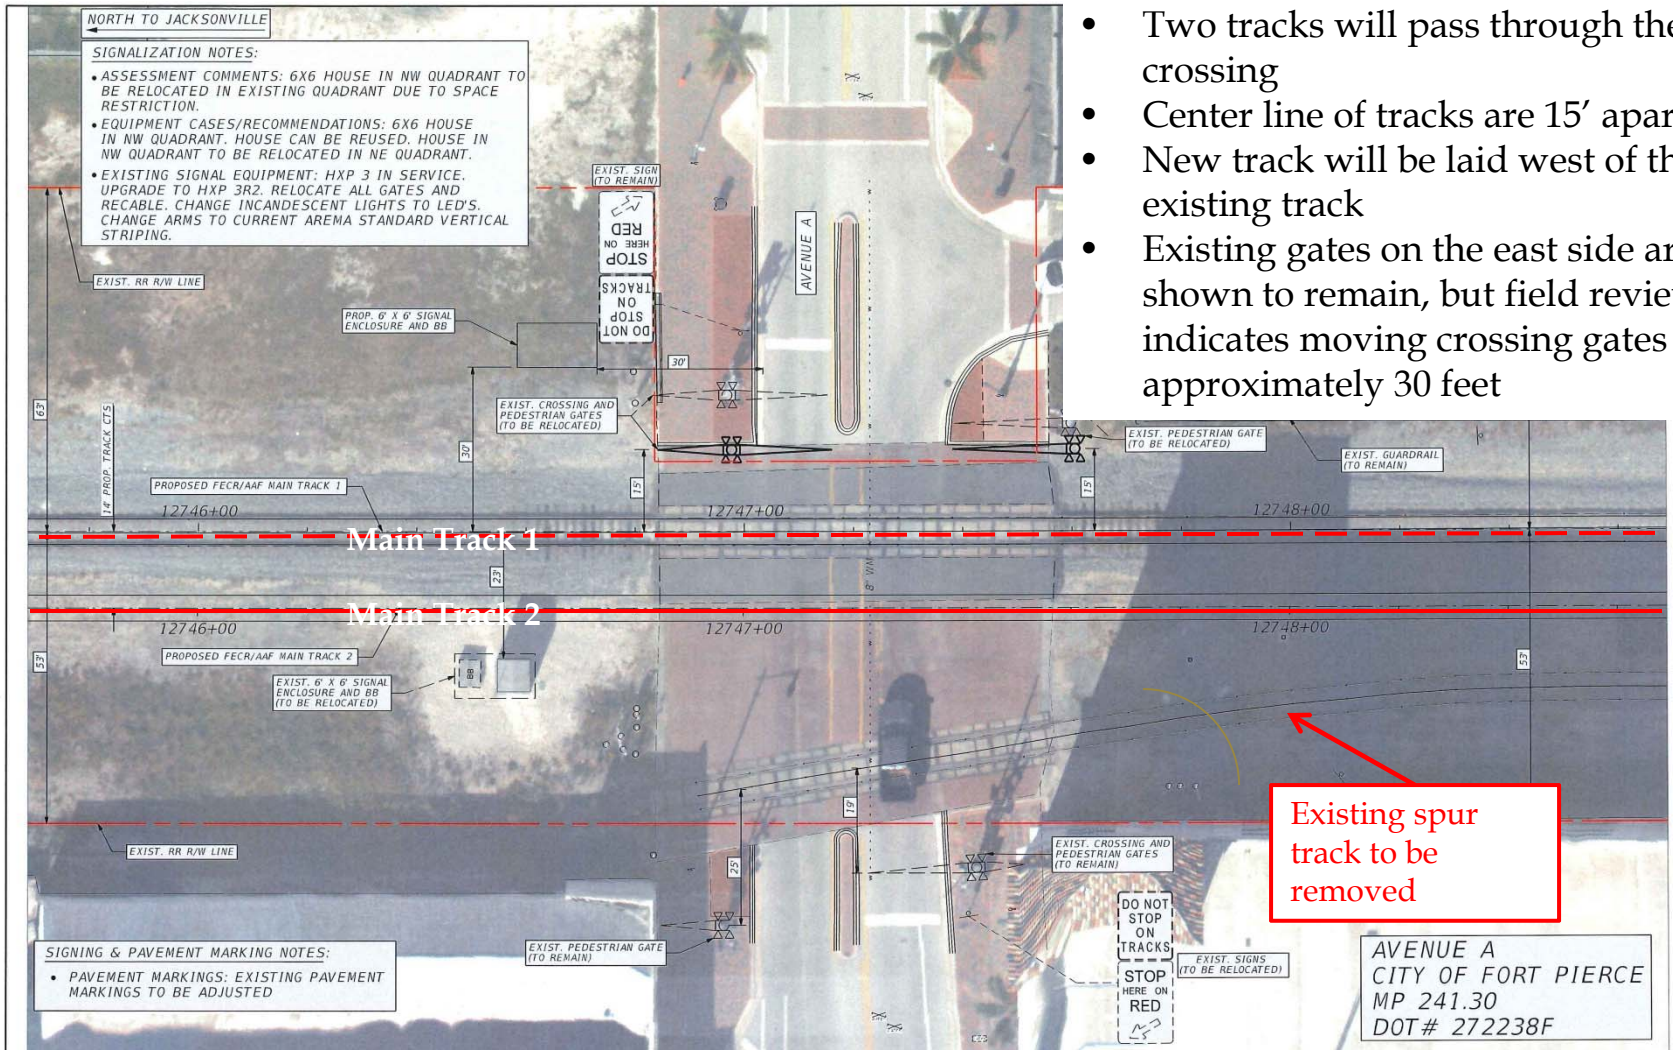 NORTH TO JACKSONVILLE
SIGNALIZATION NOTES:
• ASSESSMENT COMMENTS: 6X6 HOUSE IN NW QUADRANT TO
BE RELOCATED IN EXISTING QUADRANT DUE TO SPACE
RESTRICTION.
• EQUIPMENT CASES/RECOMMENDATIONS: 6X6 HOUSE
IN NW QUADRANT. HOUSE CAN BE REUSED. HOUSE IN
NW QUADRANT TO BE RELOCATED IN NE QUADRANT.
• EXISTING SIGNAL EQUIPMENT: HXP 3 IN SERVICE.
UPGRADE TO HXP 3R2. RELOCATE ALL GATES AND
RECABLE. CHANGE INCANDESCENT LIGHTS TO LED'S.
CHANGE ARMS TO CURRENT AREMA STANDARD VERTICAL
STRIPING.
• Two tracks will pass through the
crossing
• Center line of tracks are 15’ apar
• New track will be laid west of th
existing track
• Existing gates on the east side ar
shown to remain, but field review
indicates moving crossing gates
approximately 30 feet
EXIST. SIGN
(TO REMAIN)
STOP
HERE ON
RED
DO NOT
STOP
ON
TRACKS
AVENUE A
EXIST. RR R/W LINE
PROP. 6' X 6' SIGNAL
ENCLOSURE AND BB
30'
EXIST. CROSSING AND
PEDESTRIAN GATES
(TO BE RELOCATED)
EXIST. PEDESTRIAN GATE
(TO BE RELOCATED)
EXIST. GUARDRAIL
(TO REMAIN)
63'
14' PROP. TRACK CTS
30'
15'
15'
PROPOSED FECR/AAF MAIN TRACK 1
12746+00
12747+00
12748+00
Main Track 1
23'
8" WM
Main Track 2
12746+00
12747+00
12748+00
PROPOSED FECR/AAF MAIN TRACK 2
53'
53'
EXIST. 6' X 6' SIGNAL
ENCLOSURE AND BB
(TO BE RELOCATED)
BB
19'
25'
Existing spur
track to be
removed
EXIST. RR R/W LINE
EXIST. CROSSING AND
PEDESTRIAN GATES
(TO REMAIN)
DO NOT
STOP
ON
TRACKS
STOP
HERE ON
RED
EXIST. SIGNS
(TO BE RELOCATED)
EXIST. PEDESTRIAN GATE
(TO REMAIN)
SIGNING & PAVEMENT MARKING NOTES:
• PAVEMENT MARKINGS: EXISTING PAVEMENT
MARKINGS TO BE ADJUSTED
AVENUE A
CITY OF FORT PIERCE
MP 241.30
DOT# 272238F